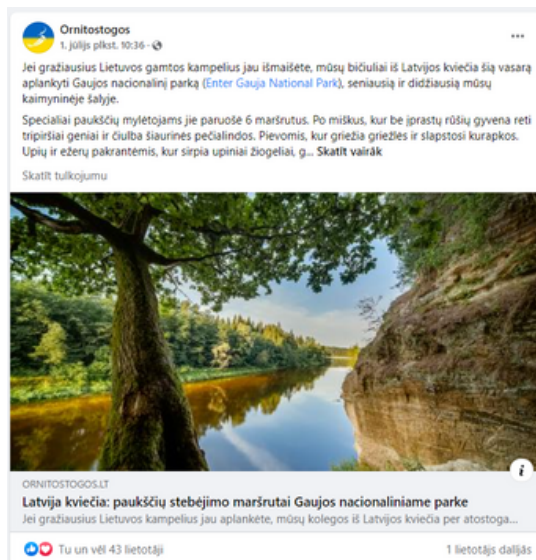 Ornitostogos
1. jūlijs plkst. 10:36 ·
Jei gražiausius Lietuvos gamtos kampelius jau išmaišėte, mūsų bičiuliai iš Latvijos kviečia šią vasarą
aplankyti Gaujos nacionalinį parką (Enter Gauja National Park), seniausią ir didžiausią mūsų
kaimyninėje šalyje.
Specialiai paukščių mylėtojams jie paruošė 6 maršrutus. Po miškus, kur be įprastų rūšių gyvena reti
tripirščiai geniai ir čiulba šiaurinės pečialindos. Pievomis, kur griežia griežlės ir slapstosi kurapkos.
Upių ir ežerų pakrantėmis, kur sirpia upiniai žiogeliai, g... Skatīt vairāk
Skatīt tulkojumu
ORNITOSTOGOS.LT
Latvija kviečia: paukščių stebėjimo maršrutai Gaujos nacionaliniame parke
Jei gražiausius Lietuvos kampelius jau aplankėte, mūsų kolegos iš Latvijos kviečia per atostoga...
Tu un vēl 43 lietotāji
1 lietotājs dalījās